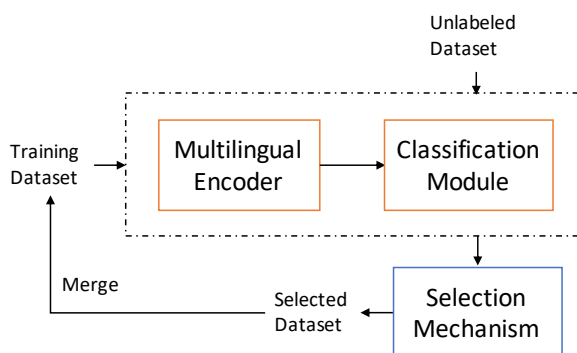 Unlabeled
Dataset
Training
Dataset
Multilingual
Encoder
Classification
Module
Merge
Selected
Dataset
Selection
Mechanism